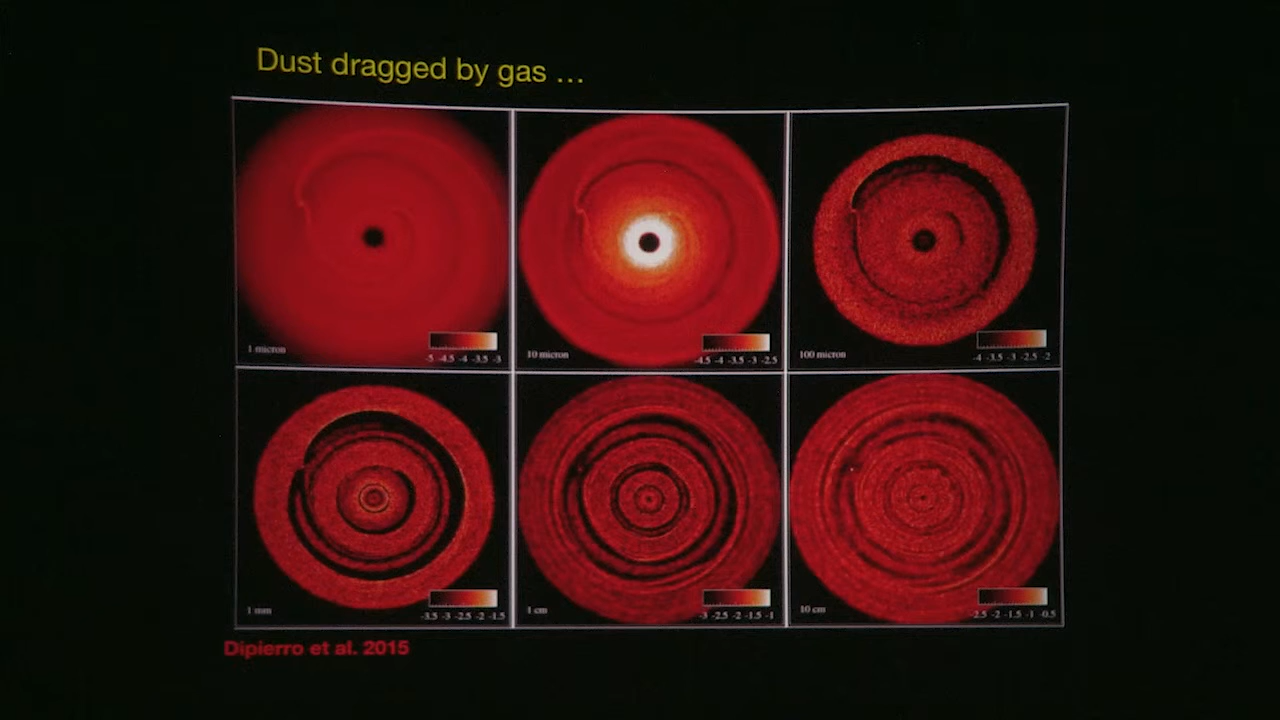 Dust dragged by gas ...
1 micron
-5 -4.5 -4 -3.5 -3
10 micron
-4.5 -4 -3.5 -3 -2.5
100 micron
-4 -3.5 -3 -2.5 -2
1 mm
-3.5 -3 -2.5 -2 -1.5
1 cm
-3 -2.5 -2 -1.5 -1
10 cm
-2.5 -2 -1.5 -1 -0.5
Dipierro et al. 2015